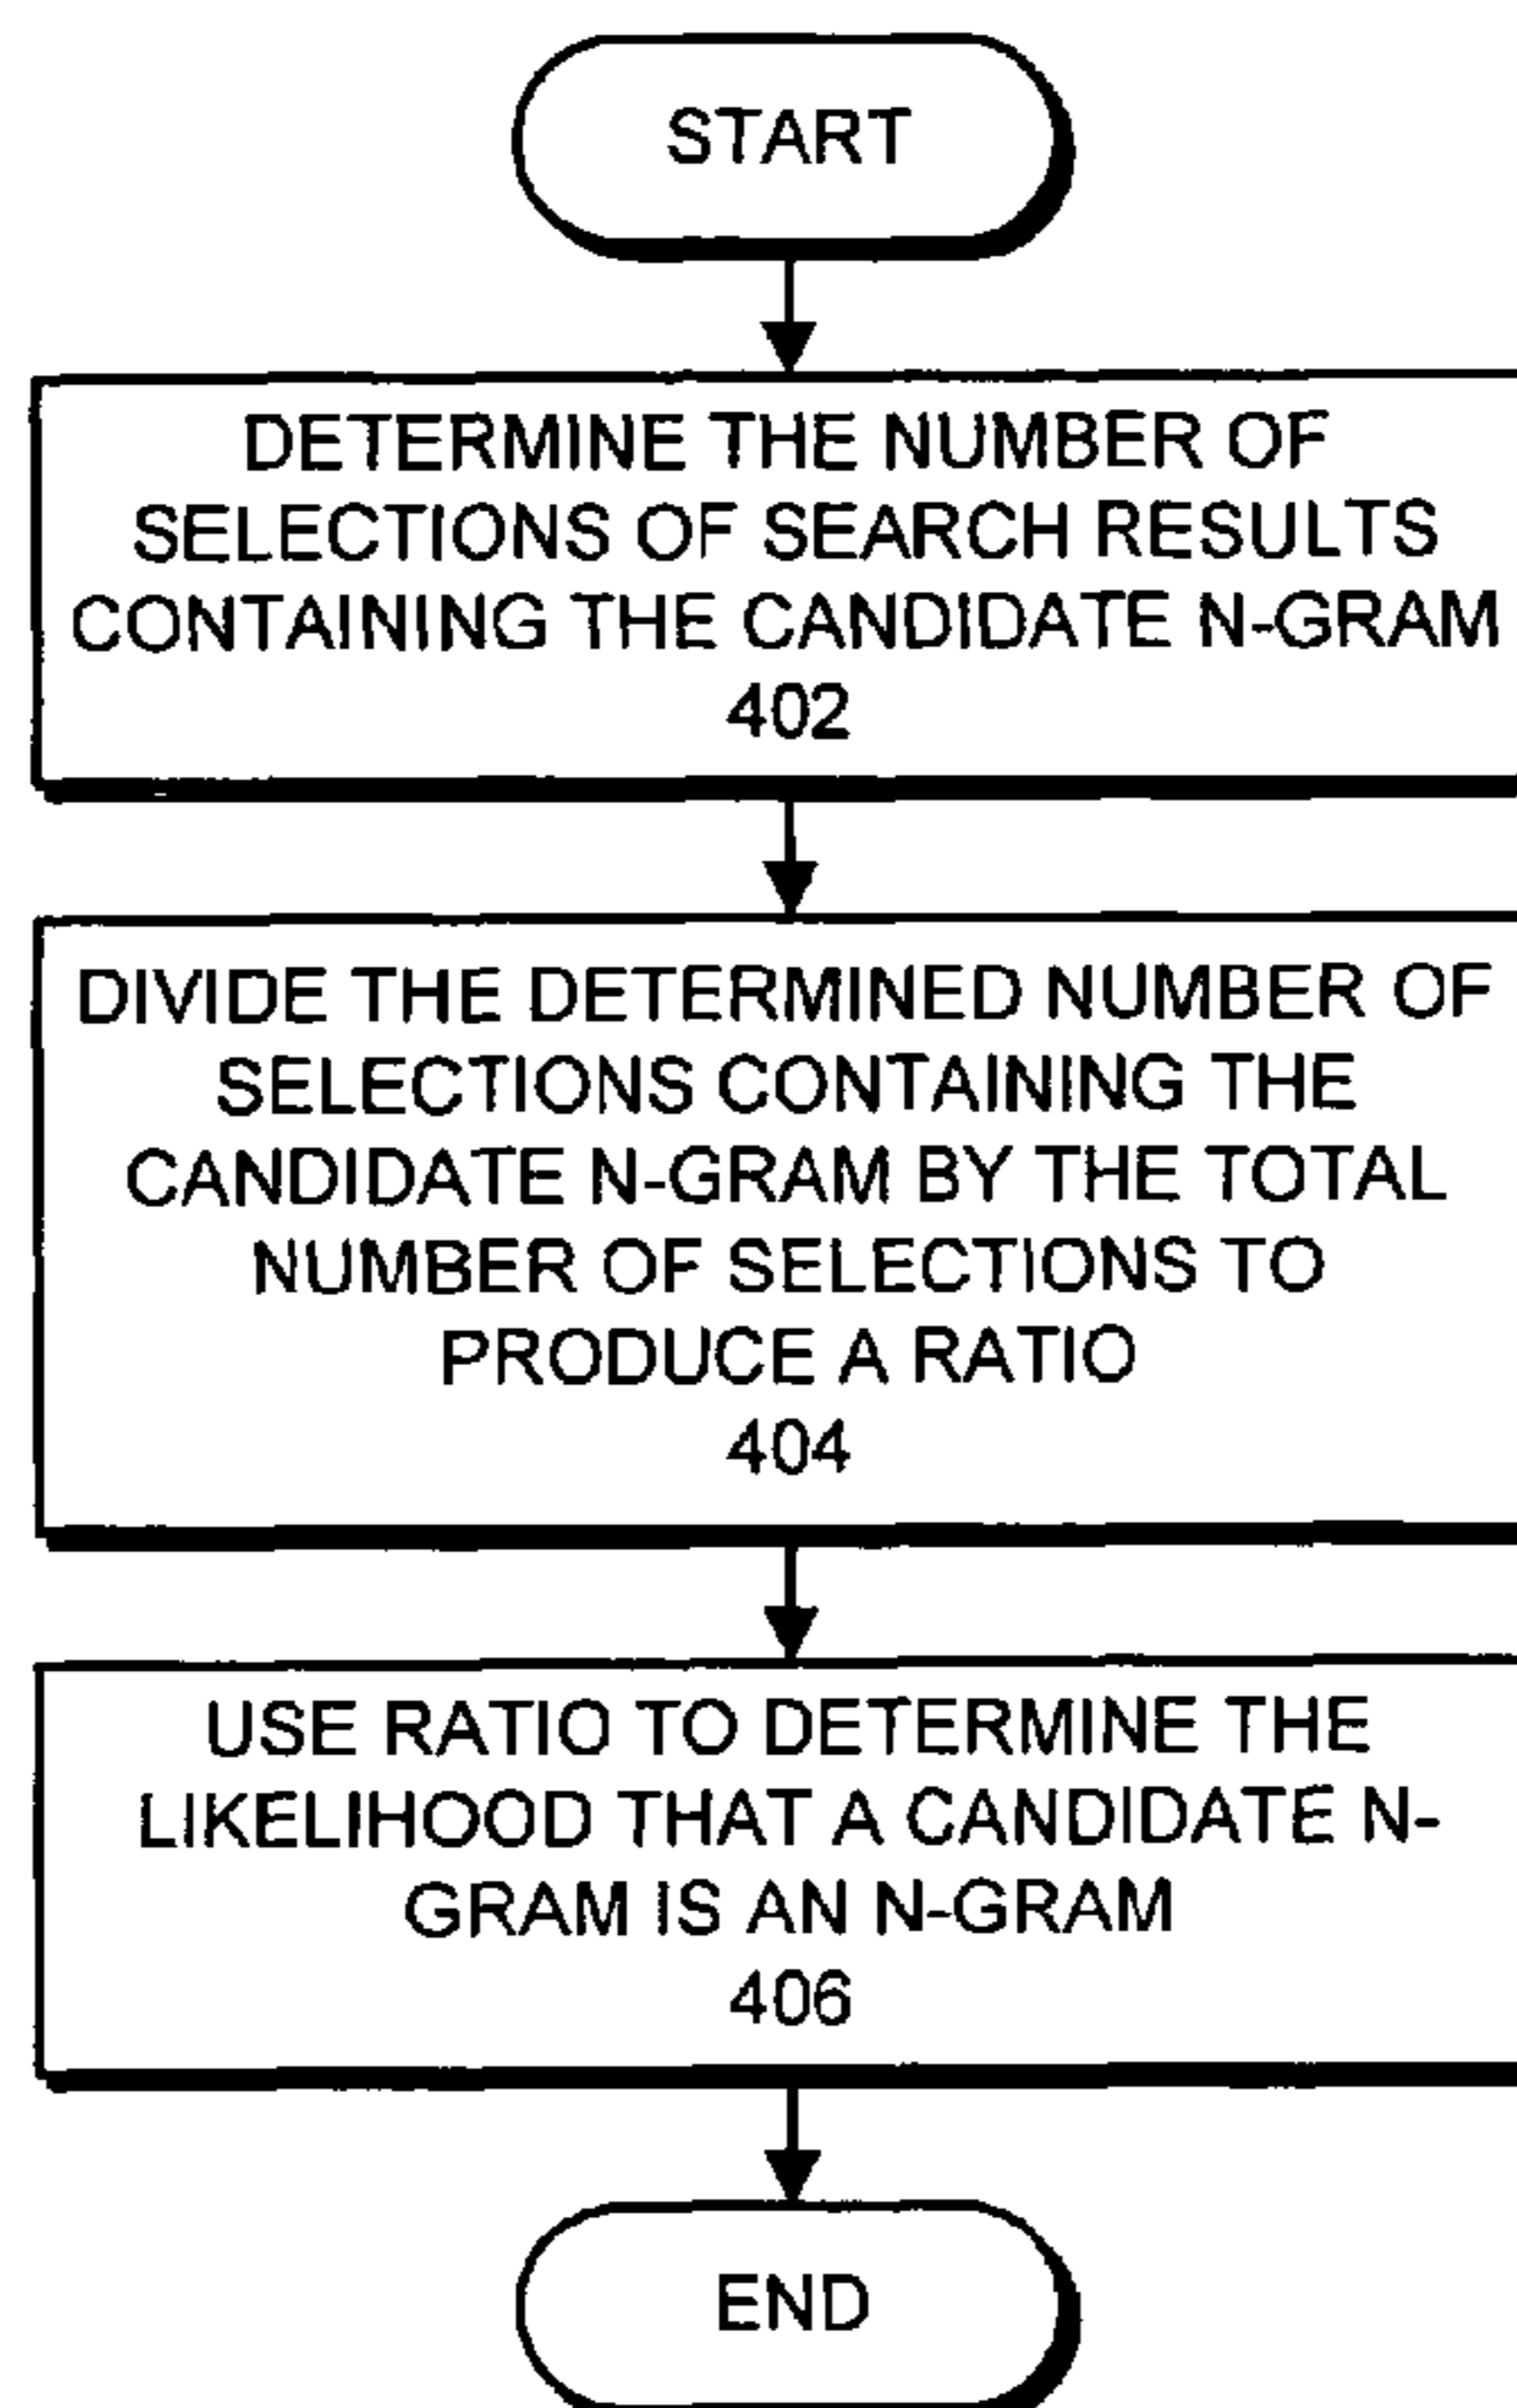 START
DETERMINE THE NUMBER OF
SELECTIONS OF SEARCH RESULTS
CONTAINING THE CANDIDATE N-GRAM
402
DIVIDE THE DETERMINED NUMBER OF
SELECTIONS CONTAINING THE
CANDIDATE N-GRAM BY THE TOTAL
NUMBER OF SELECTIONS TO
PRODUCE A RATIO
404
USE RATIO TO DETERMINE THE
LIKELIHOOD THAT A CANDIDATE N-
GRAM IS AN N-GRAM
406
END